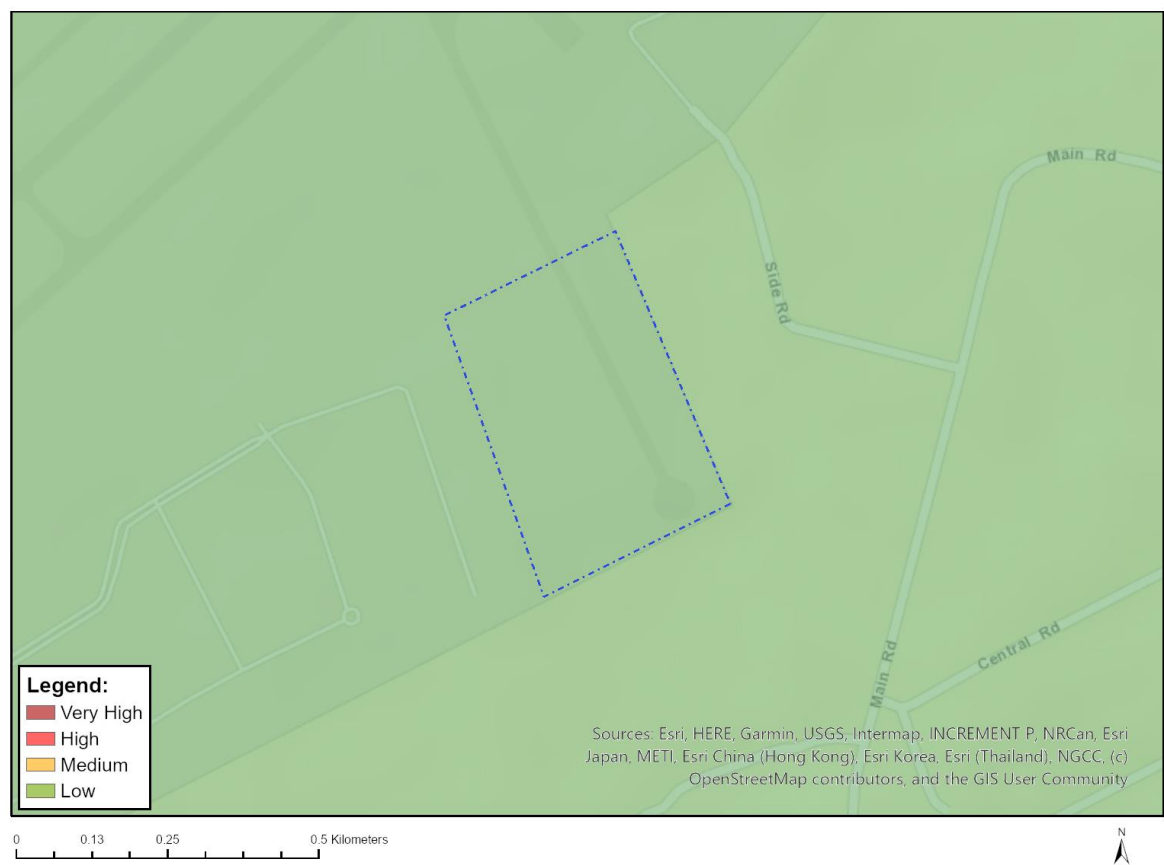 Main Rd
Side Rd
Main Rd
Central Rd
Legend:
Very High
High
Medium
Low
Sources: Esri, HERE, Garmin, USGS, Intermap, INCREMENT P, NRCan, Esri
Japan, METI, Esri China (Hong Kong), Esri Korea, Esri (Thailand), NGCC, (c)
OpenStreetMap contributors, and the GIS User Community
0 0.13 0.25 0.5 Kilometers
N